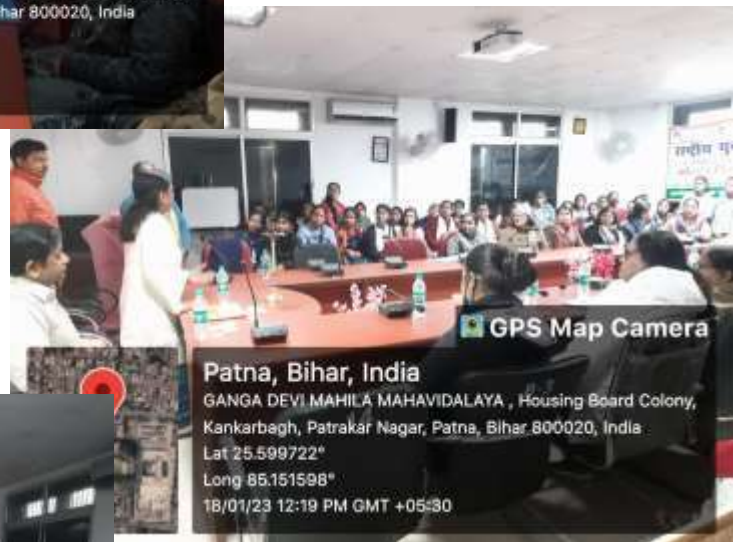 har 800020, India
राष्ट्रीय
GPS Map Camera
Patna, Bihar, India
GANGA DEVI MAHILA MAHAVIDALAYA , Housing Board Colony,
Kankarbagh, Patrakar Nagar, Patna, Bihar 800020, India
Lat 25.599722°
Long 85.151598°
18/01/23 12:19 PM GMT +05:30